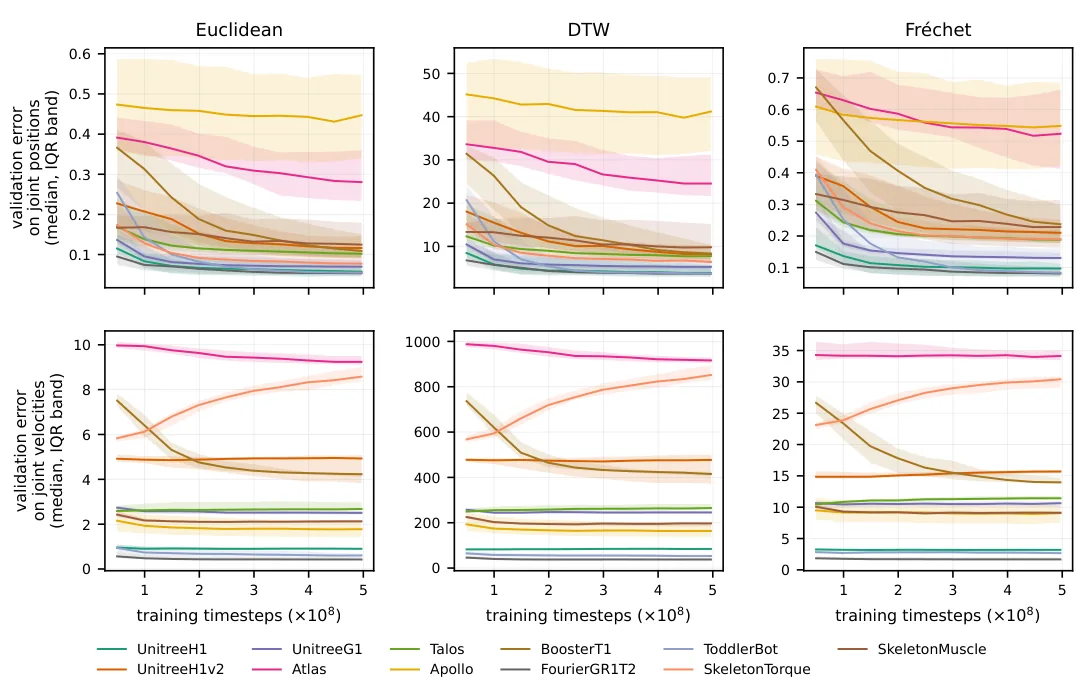 Euclidean
DTW
Fréchet
validation error
on joint positions
(median, IQR band)
0.6
0.5
0.4
0.3
0.2
0.1
50
40
30
20
10
0.7
0.6
0.5
0.4
0.3
0.2
0.1
validation error
on joint velocities
(median, IQR band)
10
8
6
4
2
0
1000
800
600
400
200
0
35
30
25
20
15
10
5
0
1 2 3 4 5
1 2 3 4 5
1 2 3 4 5
training timesteps (×10⁸)
training timesteps (×10⁸)
training timesteps (×10⁸)
UnitreeH1 UnitreeG1 Talos BoosterT1 ToddlerBot SkeletonMuscle
UnitreeH1v2 Atlas Apollo FourierGR1T2 SkeletonTorque